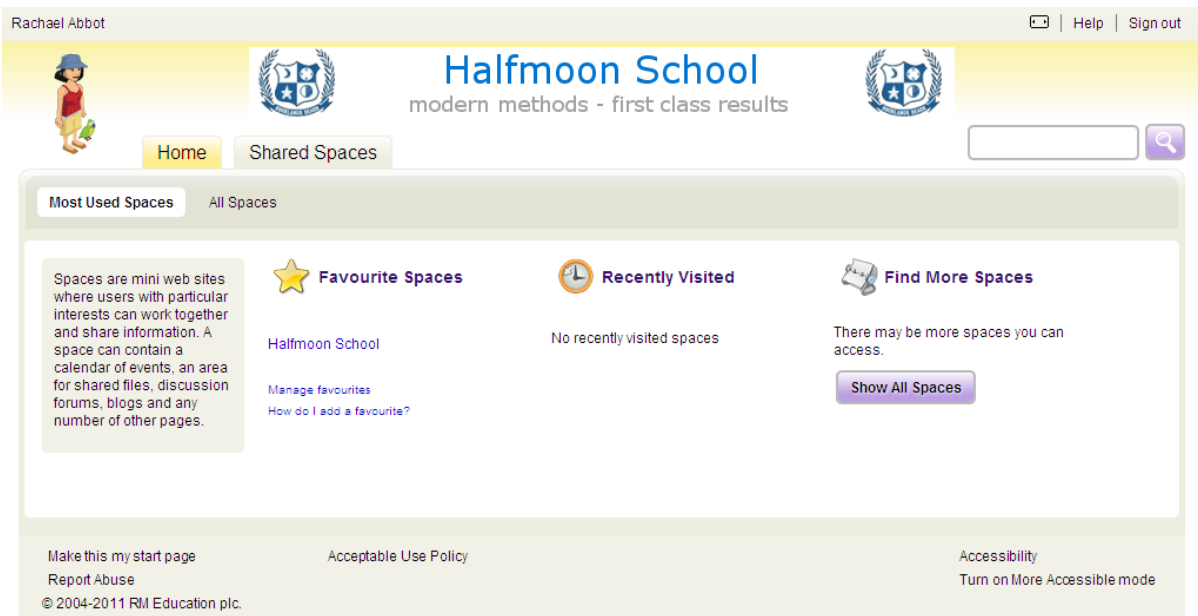 Rachael Abbot
Help
Sign out
Halfmoon School
modern methods - first class results
Home
Shared Spaces
Most Used Spaces
All Spaces
Spaces are mini web sites
where users with particular
interests can work together
and share information. A
space can contain a
calendar of events, an area
for shared files, discussion
forums, blogs and any
number of other pages.
Favourite Spaces
Halfmoon School
Manage favourites
How do I add a favourite?
Recently Visited
No recently visited spaces
Find More Spaces
There may be more spaces you can
access.
Show All Spaces
Make this my start page
Report Abuse
© 2004-2011 RM Education plc.
Acceptable Use Policy
Accessibility
Turn on More Accessible mode